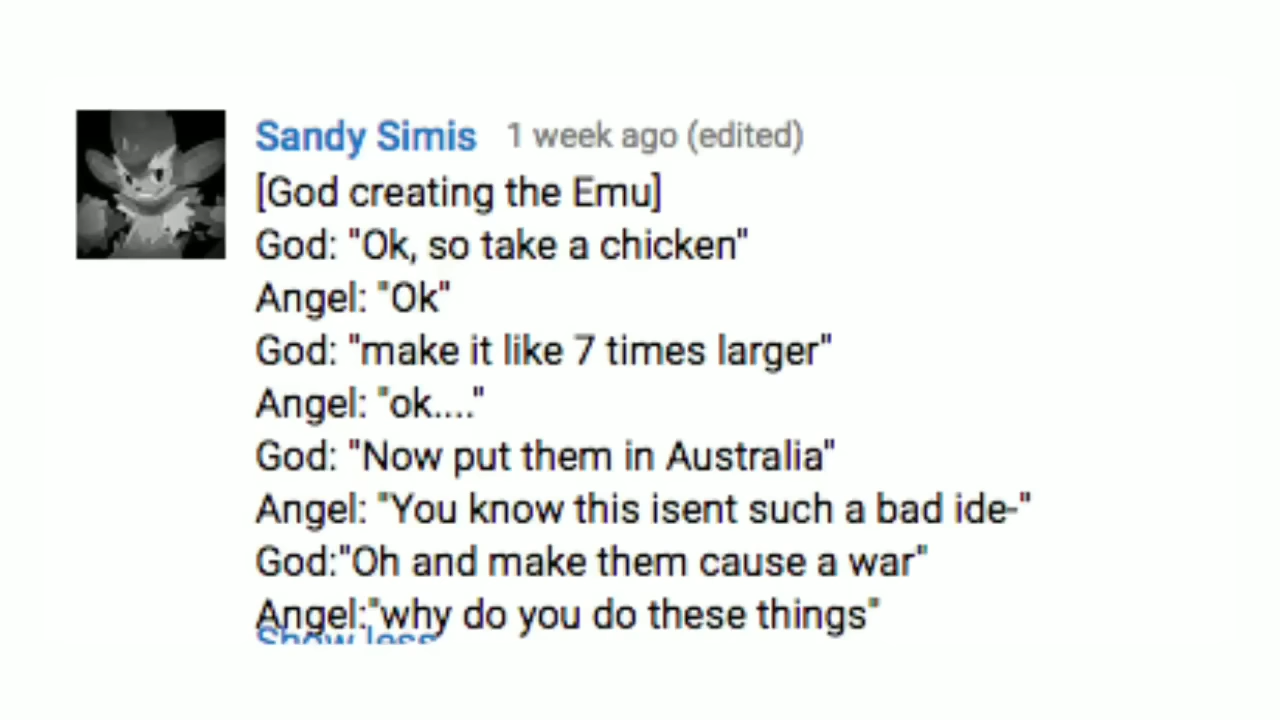 Sandy Simis 1 week ago (edited)
[God creating the Emu]
God: "Ok, so take a chicken"
Angel: "Ok"
God: "make it like 7 times larger"
Angel: "ok...."
God: "Now put them in Australia"
Angel: "You know this isent such a bad ide-"
God:"Oh and make them cause a war"
Angel:"why do you do these things"
Show less